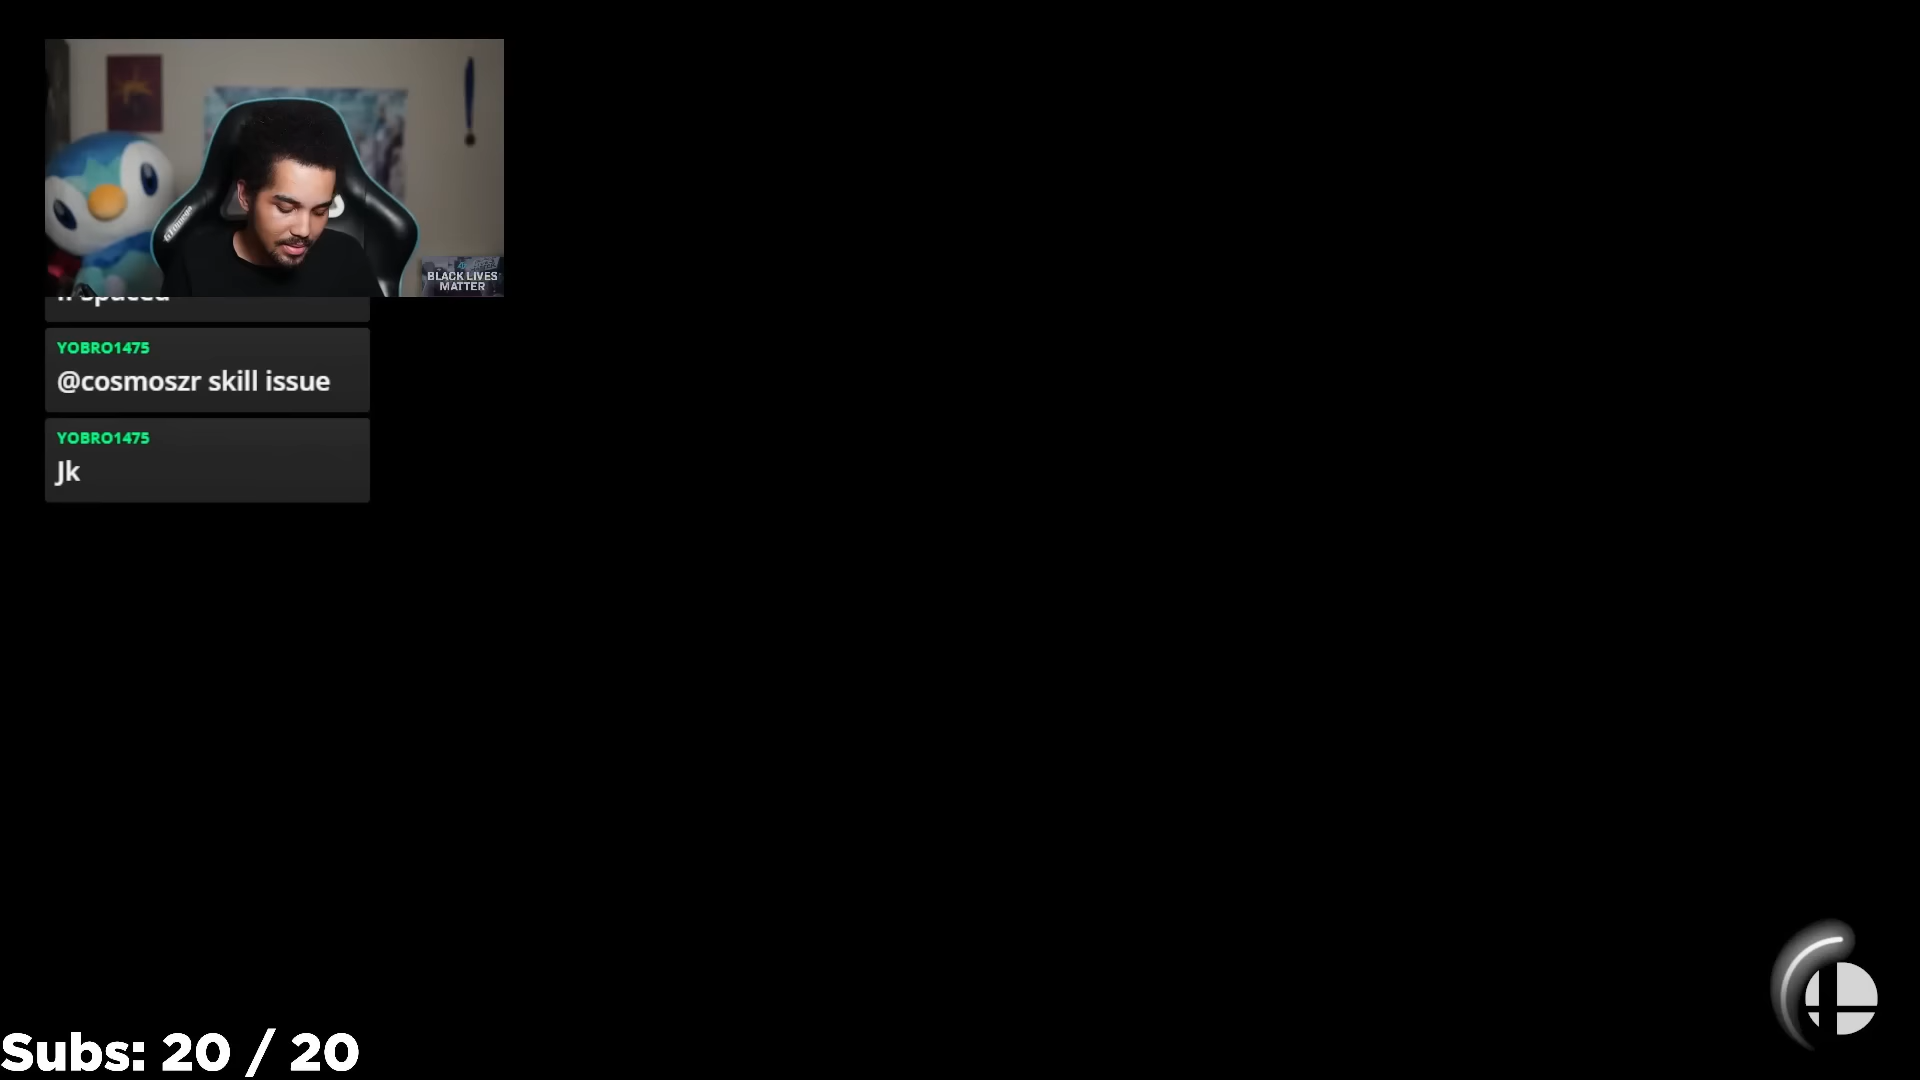 BLACK LIVES
MATTER
YOBRO1475
@cosmoszr skill issue
YOBRO1475
Jk
Subs: 20 / 20